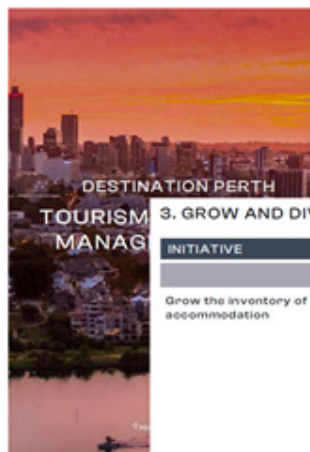 DESTINATION PERTH
TOURISM
MANAG
3. GROW AND DIV
INITIATIVE
Grow the inventory of
accommodation